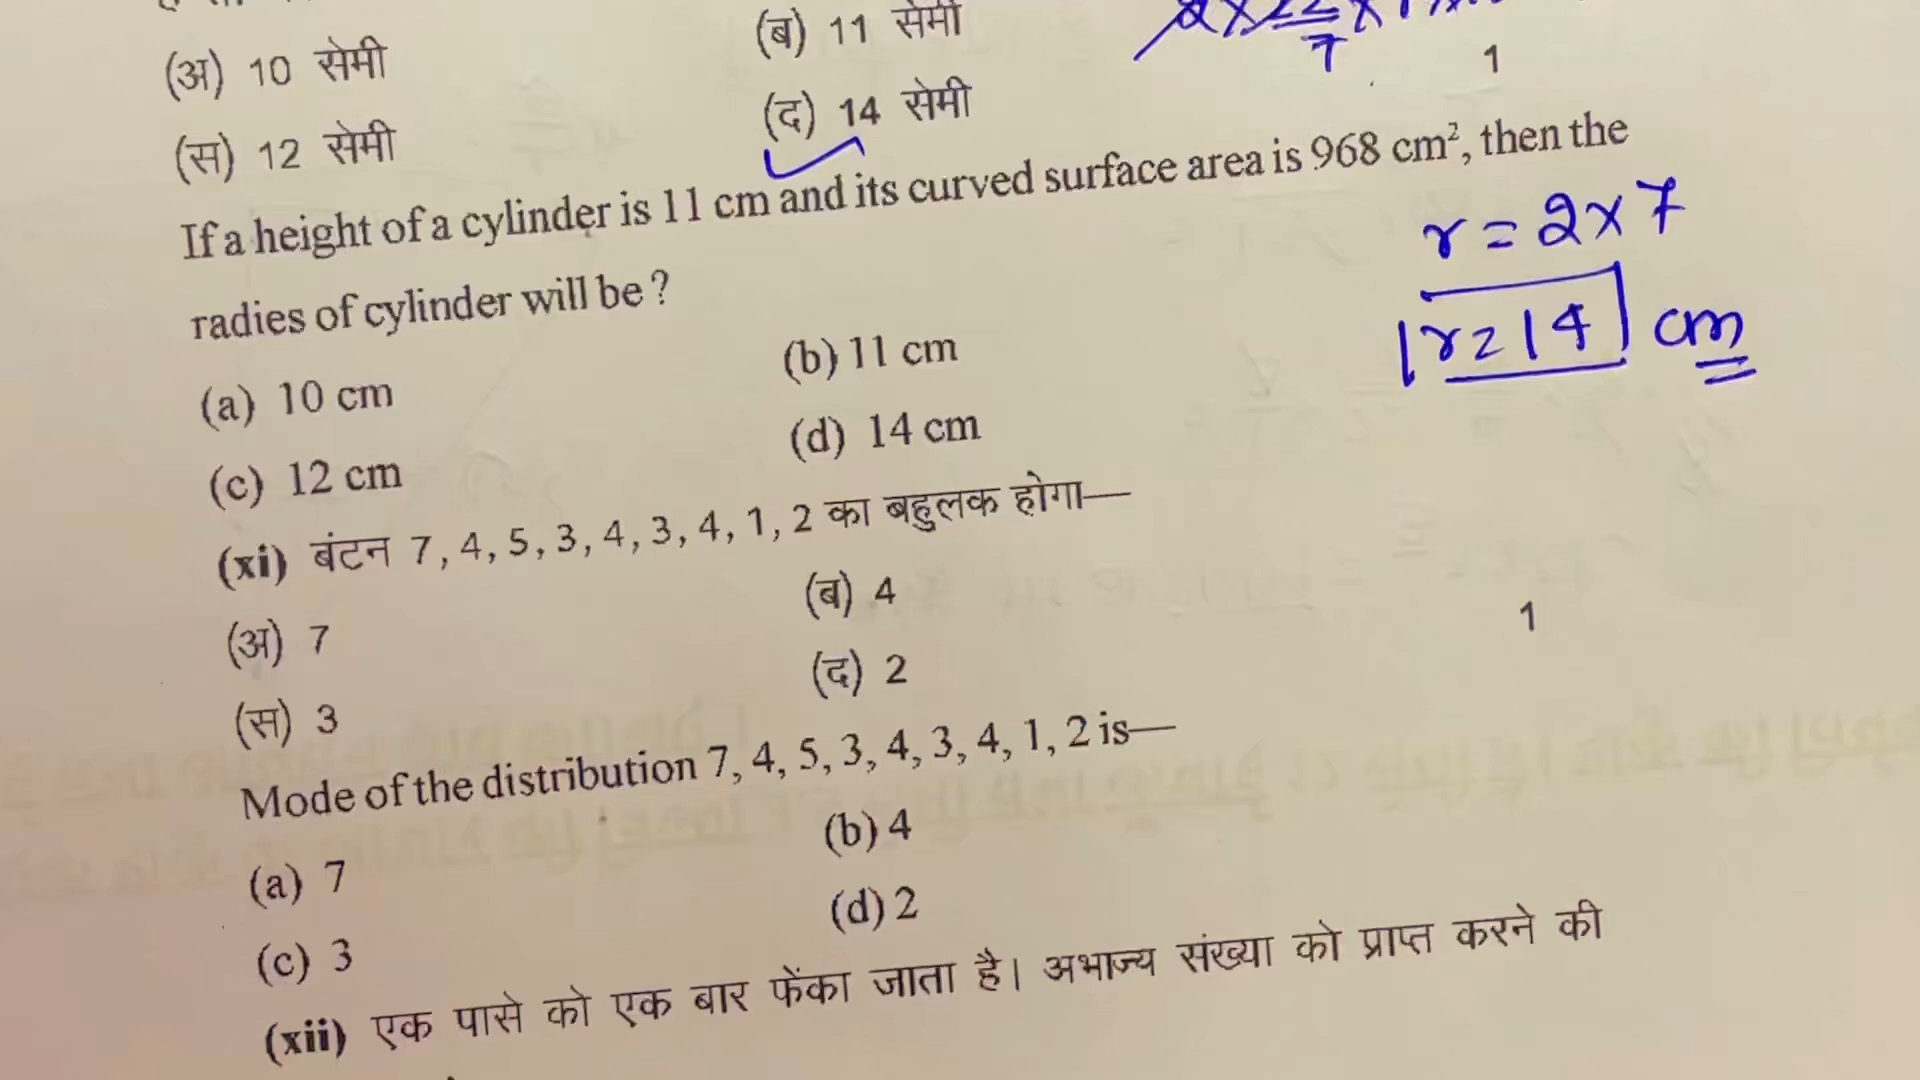 (अ) 10 सेमी (ब) 11 सेमी
(स) 12 सेमी (द) 14 सेमी
7
1
If a height of a cylinder is 11 cm and its curved surface area is 968 cm², then the
radies of cylinder will be ?
r = 2 x 7
r = 14 cm
(a) 10 cm (b) 11 cm
(c) 12 cm (d) 14 cm
(xi) बंटन 7, 4, 5, 3, 4, 3, 4, 1, 2 का बहुलक होगा—
1
(अ) 7 (ब) 4
(स) 3 (द) 2
Mode of the distribution 7, 4, 5, 3, 4, 3, 4, 1, 2 is—
(a) 7 (b) 4
(c) 3 (d) 2
(xii) एक पासे को एक बार फेंका जाता है। अभाज्य संख्या को प्राप्त करने की